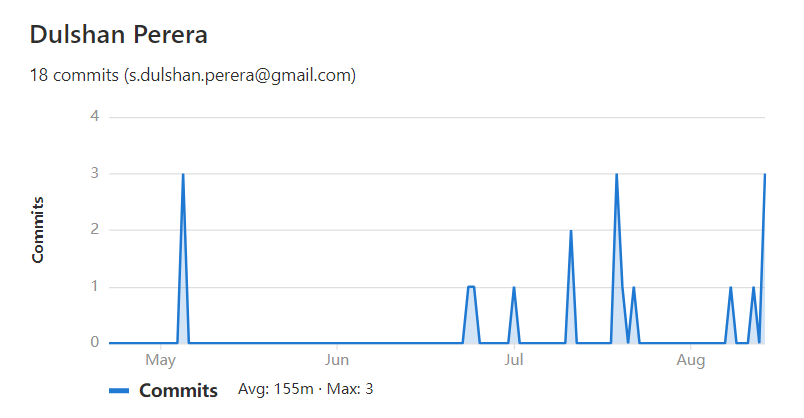 Dulshan Perera
18 commits (s.dulshan.perera@gmail.com)
4
3
2
1
0
Commits
May Jun Jul Aug
Commits Avg: 155m · Max: 3